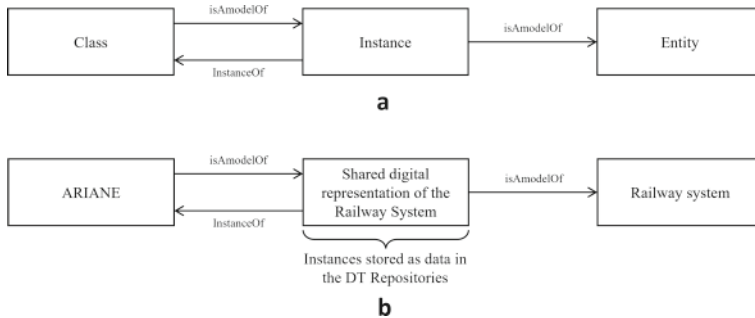 isAmodelOf
isAmodelOf
Class
Instance
Entity
InstanceOf
a
isAmodelOf
isAmodelOf
ARIANE
Shared digital
representation of the
Railway System
Railway system
InstanceOf
Instances stored as data in
the DT Repositories
b